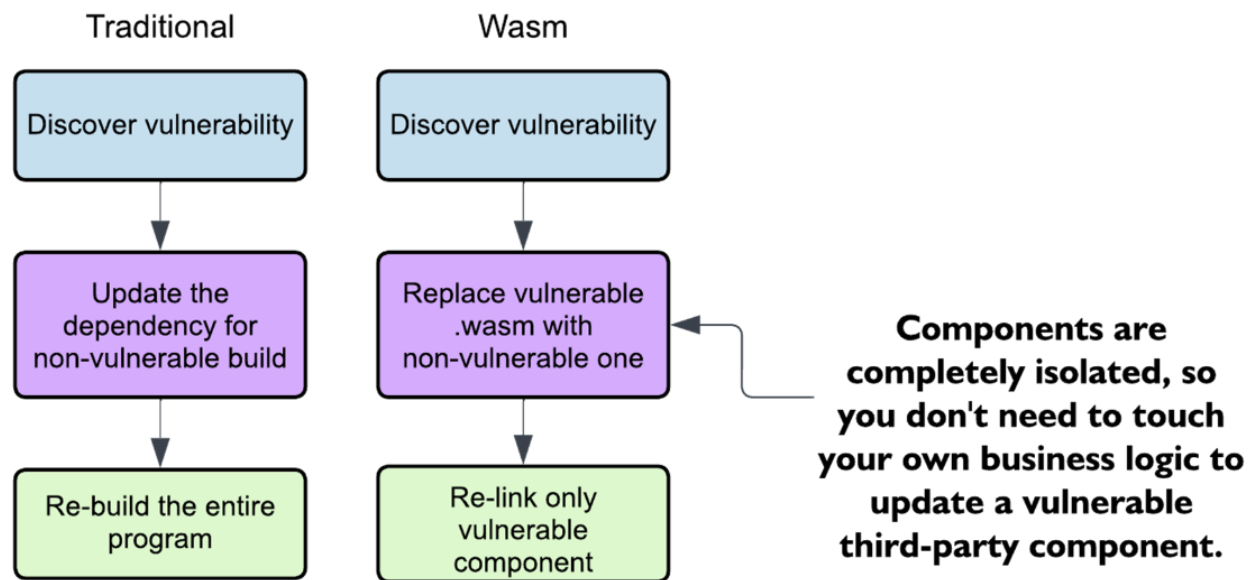 Traditional
Wasm
Discover vulnerability
Discover vulnerability
Update the
dependency for
non-vulnerable build
Replace vulnerable
.wasm with
non-vulnerable one
Components are
completely isolated, so
you don't need to touch
your own business logic to
update a vulnerable
third-party component.
Re-build the entire
program
Re-link only
vulnerable
component